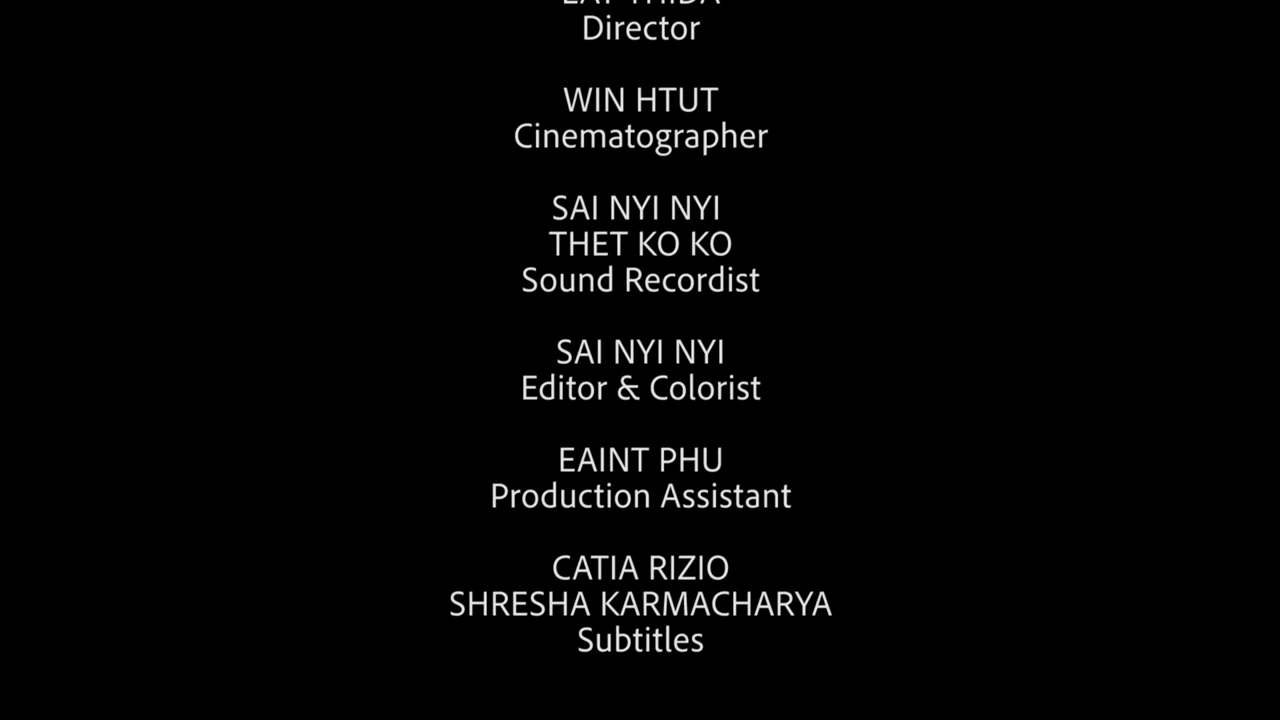 Director
WIN HTUT
Cinematographer
SAI NYI NYI
THET KO KO
Sound Recordist
SAI NYI NYI
Editor & Colorist
EAINT PHU
Production Assistant
CATIA RIZIO
SHRESHA KARMACHARYA
Subtitles